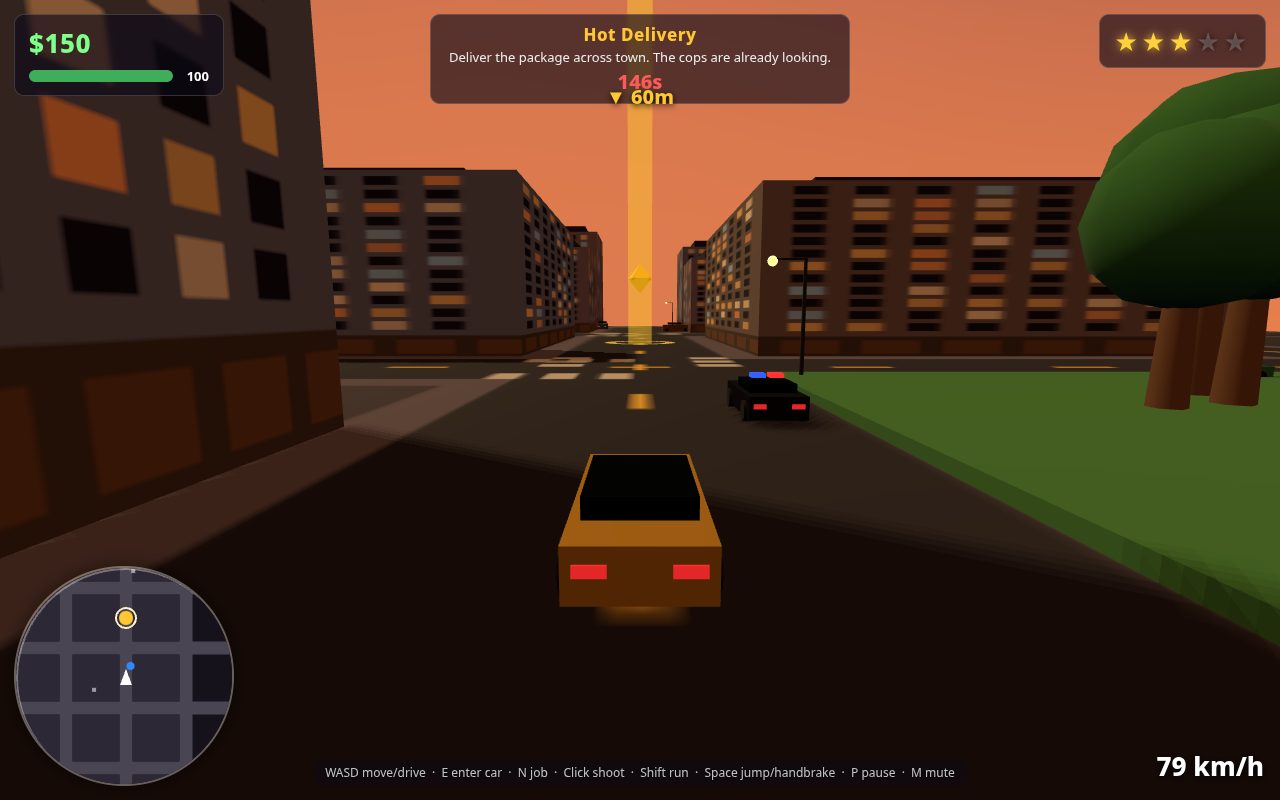 $150
100
Hot Delivery
Deliver the package across town. The cops are already looking.
146s
▼ 60m
★★★★★
WASD move/drive · E enter car · N job · Click shoot · Shift run · Space jump/handbrake · P pause · M mute
79 km/h